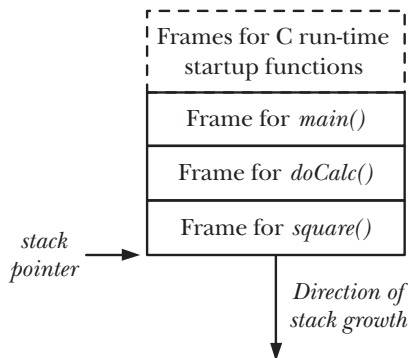 Frames for C run-time
startup functions
Frame for main()
Frame for doCalc()
Frame for square()
stack
pointer
Direction of
stack growth